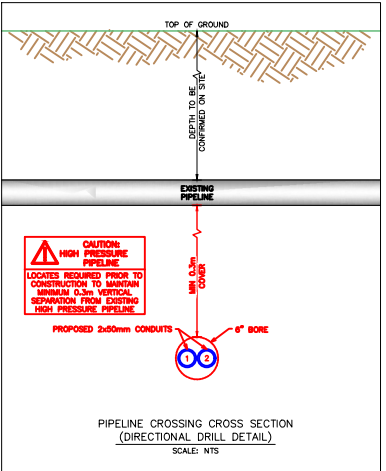 TOP OF GROUND
DEPTH TO BE
CONFIRMED ON SITE
EXISTING
PIPELINE
CAUTION:
HIGH PRESSURE
PIPELINE
LOCATES REQUIRED PRIOR TO
CONSTRUCTION TO MAINTAIN
MINIMUM 0.3m VERTICAL
SEPARATION FROM EXISTING
HIGH PRESSURE PIPELINE
MIN 0.3m
COVER
PROPOSED 2x50mm CONDUITS
6" BORE
1
2
PIPELINE CROSSING CROSS SECTION
(DIRECTIONAL DRILL DETAIL)
SCALE: NTS